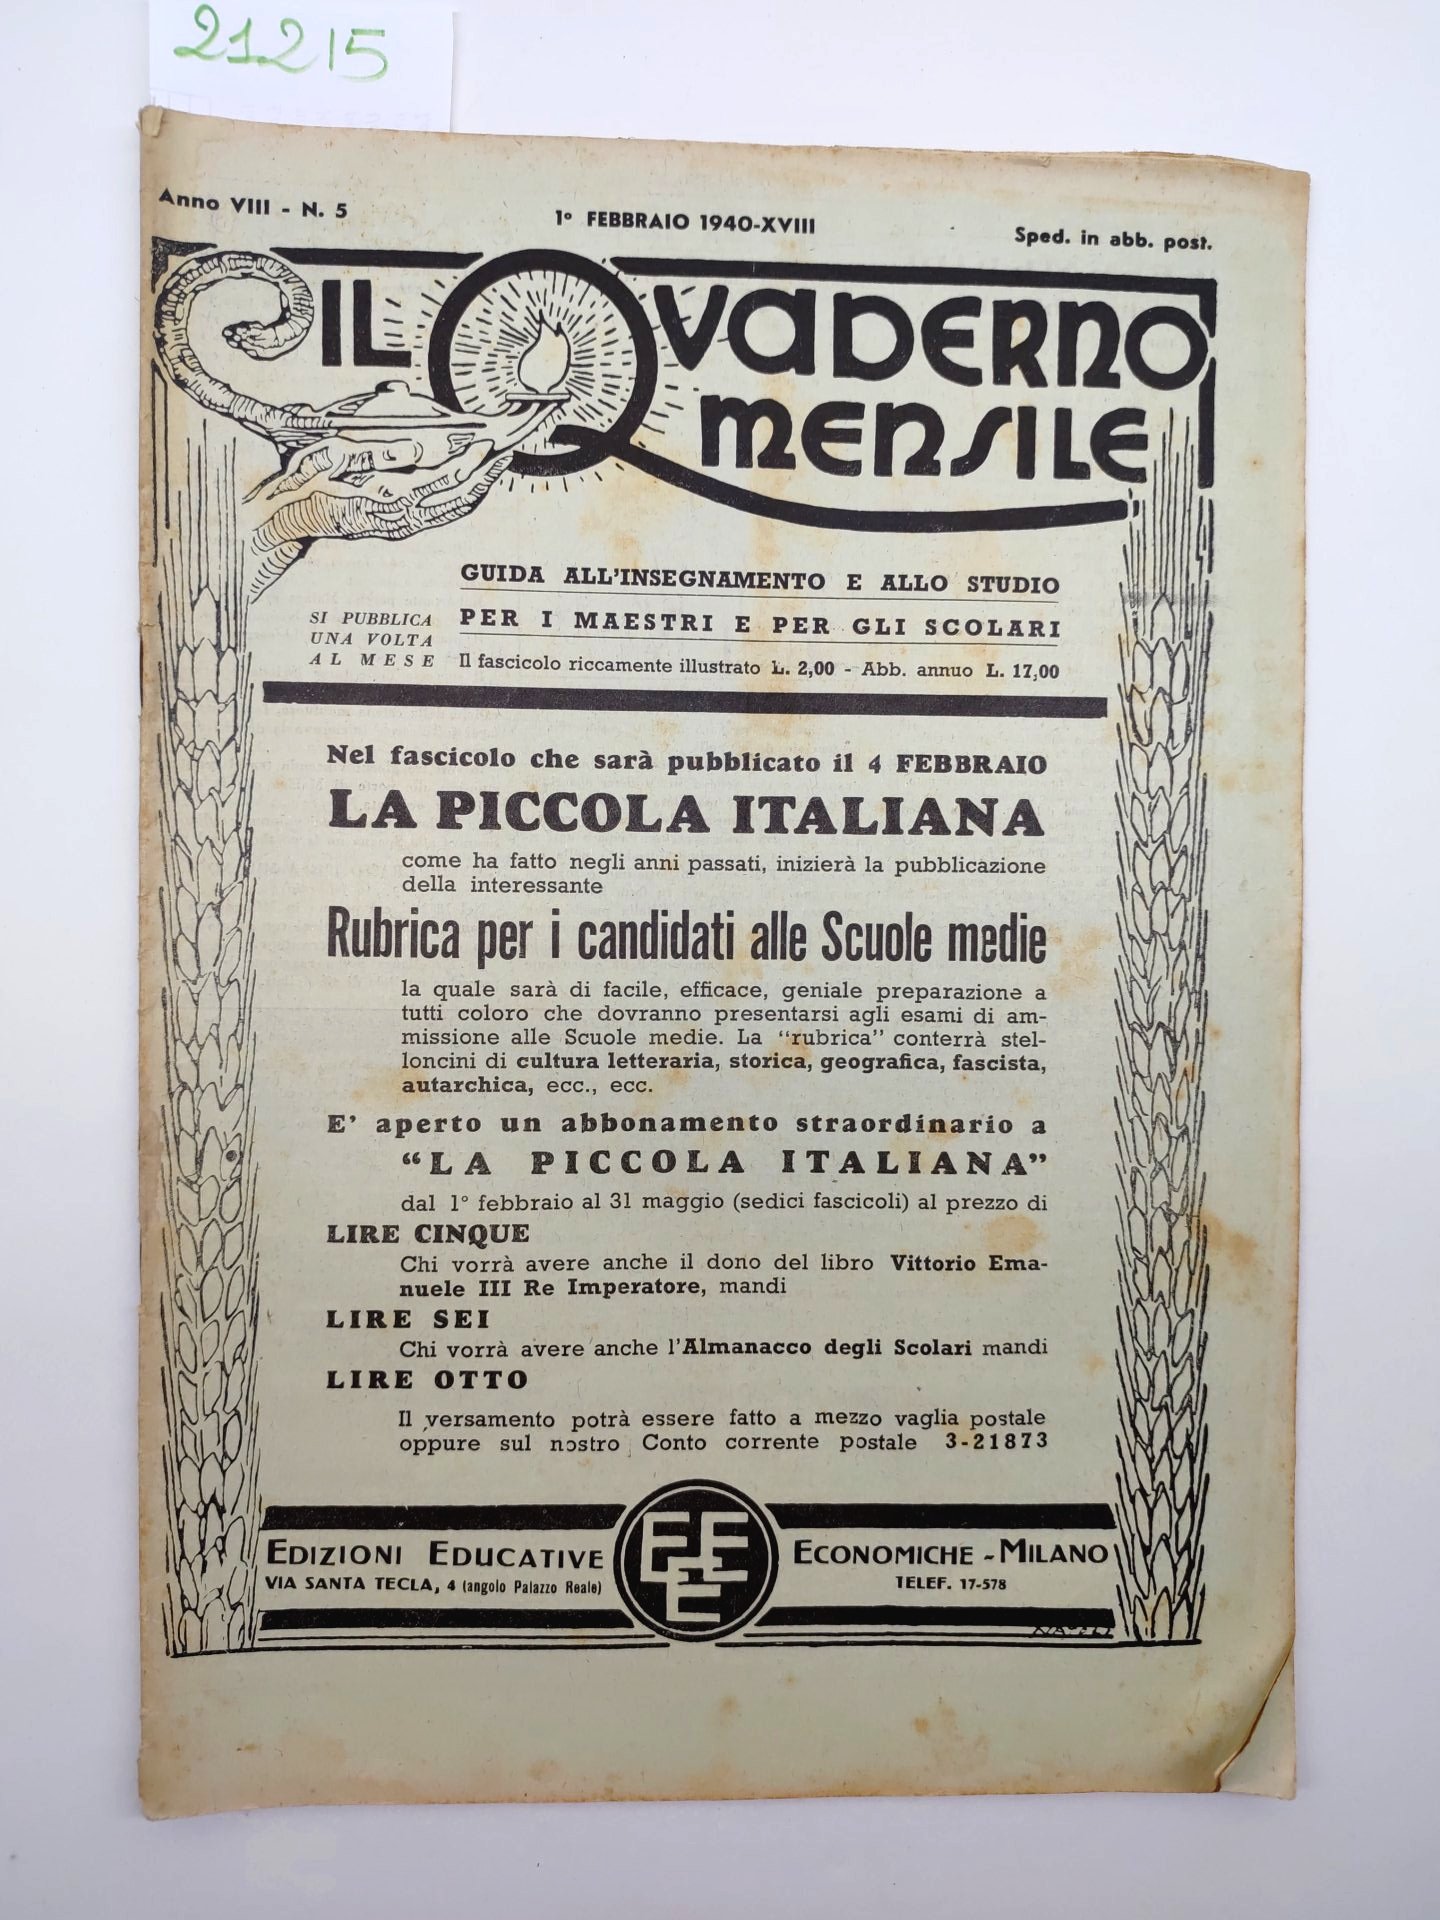 21215
Anno VIII - N. 5
1° FEBBRAIO 1940-XVIII
Sped. in abb. post.
IL QVADERNO
MENSILE
GUIDA ALL'INSEGNAMENTO E ALLO STUDIO
PER I MAESTRI E PER GLI SCOLARI
SI PUBBLICA
UNA VOLTA
AL MESE
Il fascicolo riccamente illustrato L. 2,00 - Abb. annuo L. 17,00
Nel fascicolo che sarà pubblicato il 4 FEBBRAIO
LA PICCOLA ITALIANA
come ha fatto negli anni passati, inizierà la pubblicazione
della interessante
Rubrica per i candidati alle Scuole medie
la quale sarà di facile, efficace, geniale preparazione a
tutti coloro che dovranno presentarsi agli esami di am-
missione alle Scuole medie. La "rubrica" conterrà stel-
loncini di cultura letteraria, storica, geografica, fascista,
autarchica, ecc., ecc.
E' aperto un abbonamento straordinario a
"LA PICCOLA ITALIANA"
dal 1° febbraio al 31 maggio (sedici fascicoli) al prezzo di
LIRE CINQUE
Chi vorrà avere anche il dono del libro Vittorio Ema-
nuele III Re Imperatore, mandi
LIRE SEI
Chi vorrà avere anche l'Almanacco degli Scolari mandi
LIRE OTTO
Il versamento potrà essere fatto a mezzo vaglia postale
oppure sul nostro Conto corrente postale 3-21873
EDIZIONI EDUCATIVE
VIA SANTA TECLA, 4 (angolo Palazzo Reale)
EEE
ECONOMICHE - MILANO
TELEF. 17-578